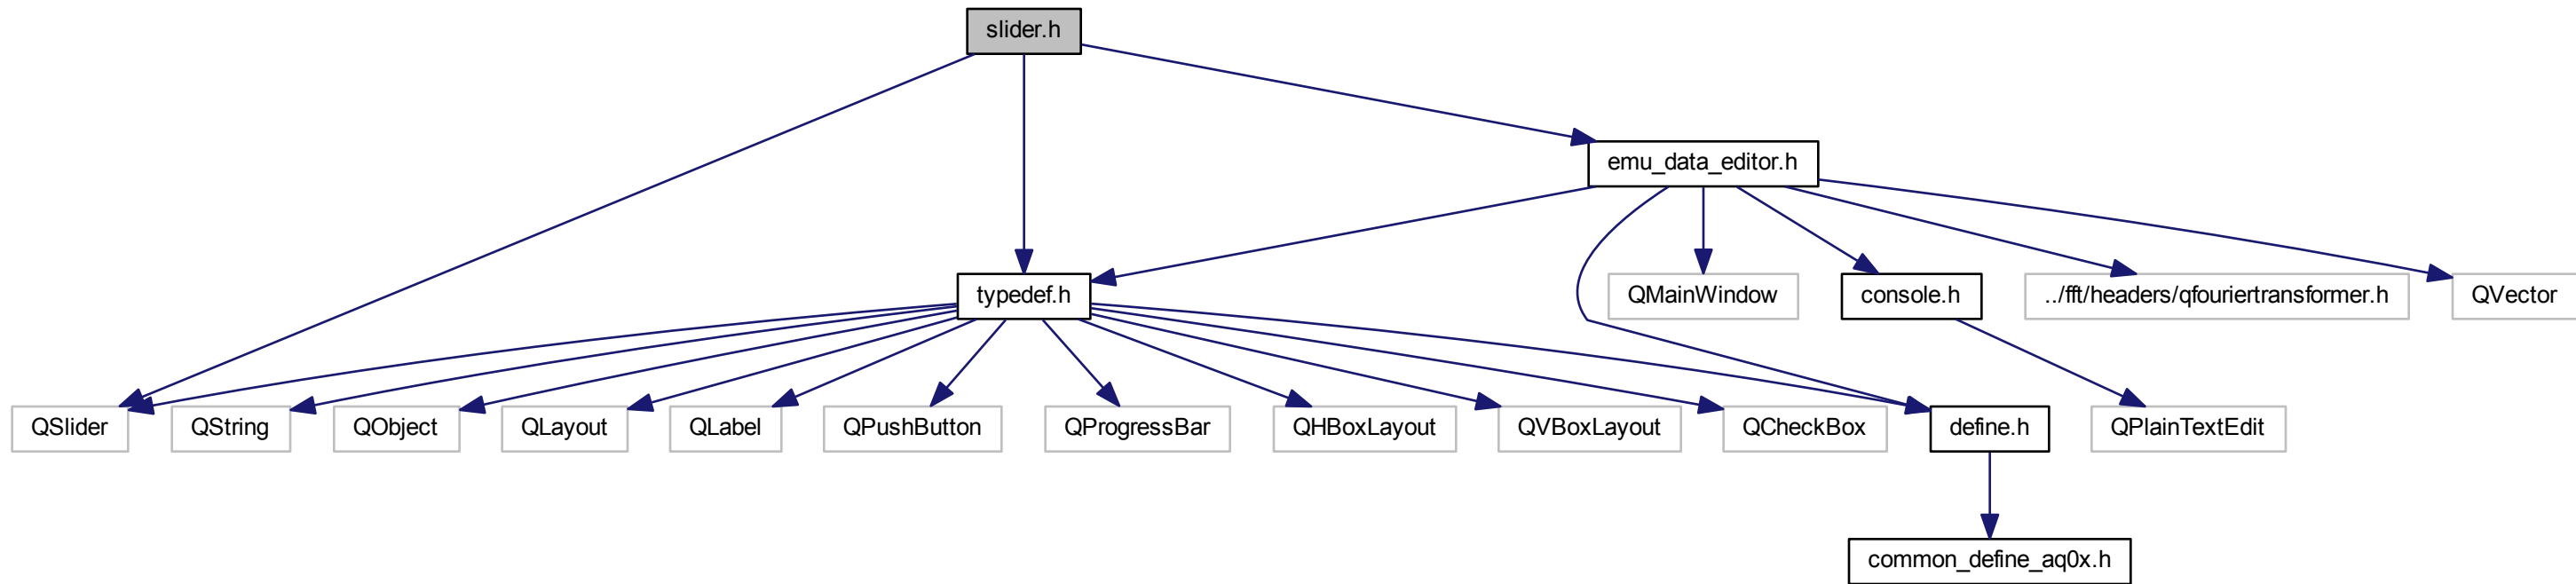 slider.h
emu_data_editor.h
typedef.h
QMainWindow
console.h
../fft/headers/qfouriertransformer.h
QVector
QSlider
QString
QObject
QLayout
QLabel
QPushButton
QProgressBar
QHBoxLayout
QVBoxLayout
QCheckBox
define.h
QPlainTextEdit
common_define_aq0x.h